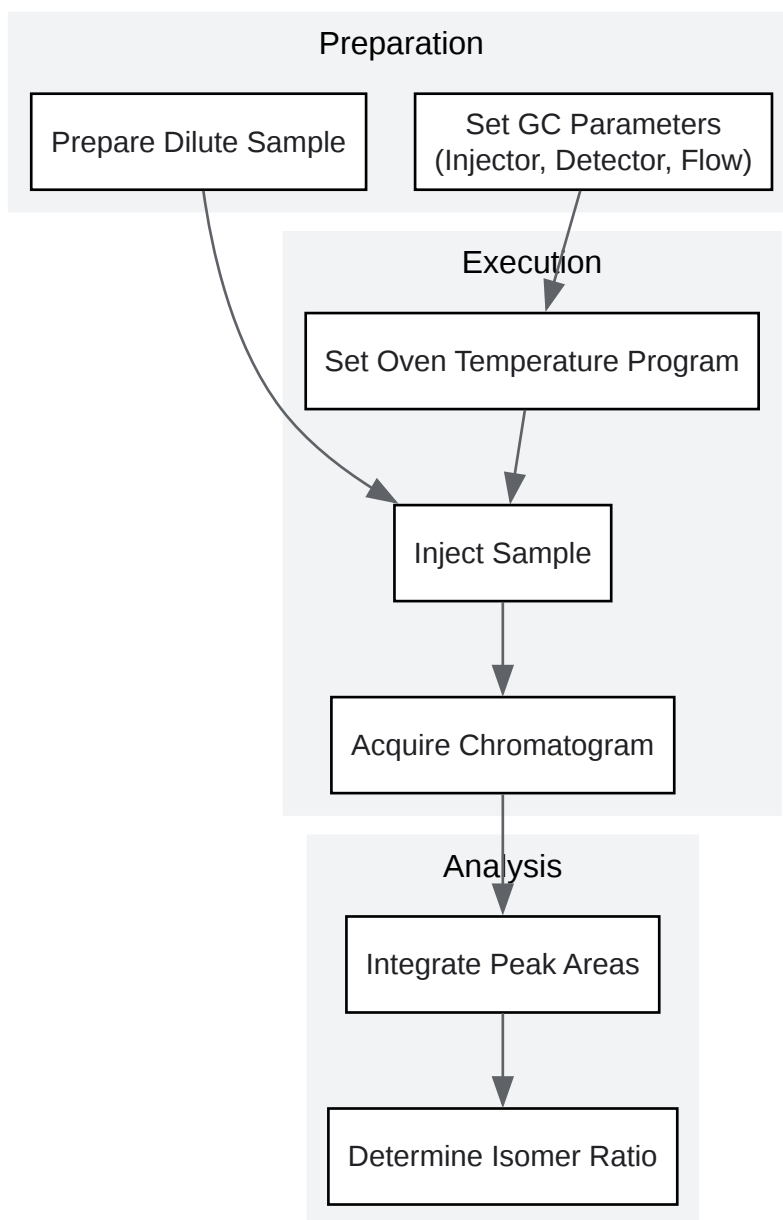 Preparation
Prepare Dilute Sample
Set GC Parameters
(Injector, Detector, Flow)
Execution
Set Oven Temperature Program
Inject Sample
Acquire Chromatogram
Analysis
Integrate Peak Areas
Determine Isomer Ratio